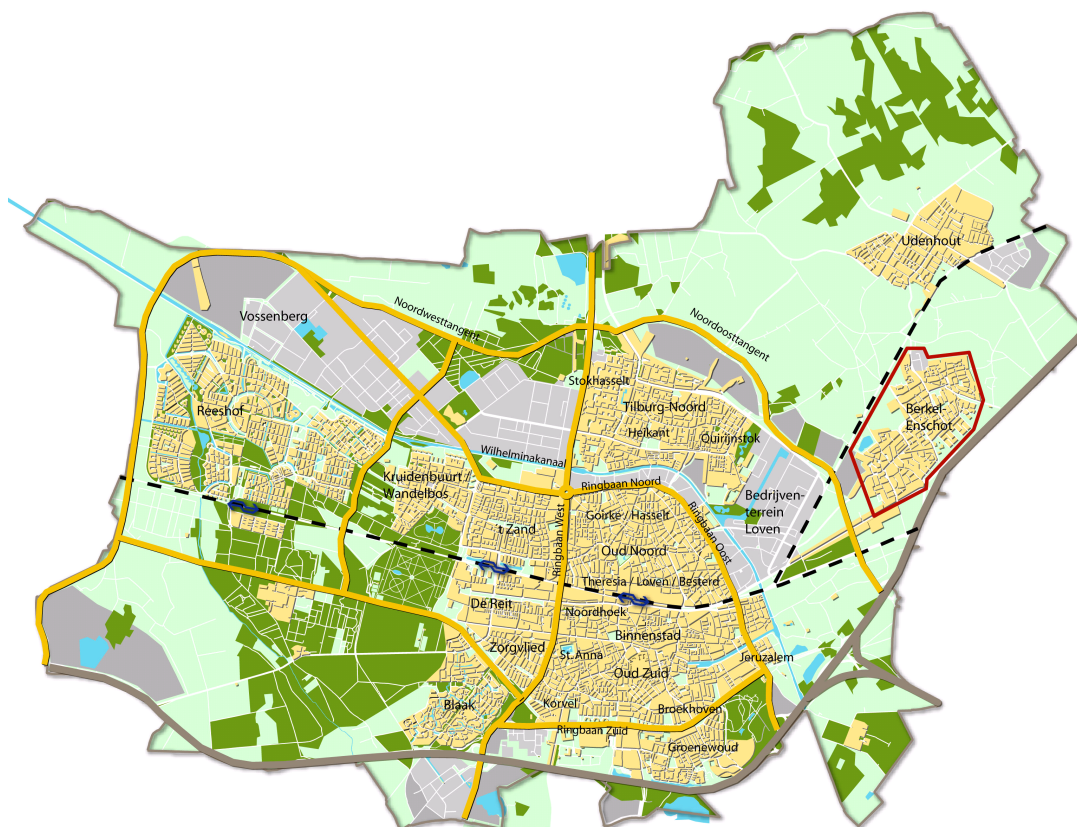 Udenhout
Vossenberg
Noordwesttangent
Noordoosttangent
Stokhasselt
Reeshof
Tilburg-Noord
Berkel-
Enschot
Heikant
Quirijnstok
Wilhelminakanaal
Kruidenbuurt /
Wandelbos
Ringbaan Noord
Bedrijven-
terrein
Loven
Ringbaan West
Goirke / Hasselt
Ringbaan Oost
't Zand
Oud Noord
Theresia / Loven / Besterd
De Reit
Noordhoek
Binnenstad
Zorgvlied
St. Anna
Jeruzalem
Oud Zuid
Blaak
Korvel
Broekhoven
Ringbaan Zuid
Groenewoud